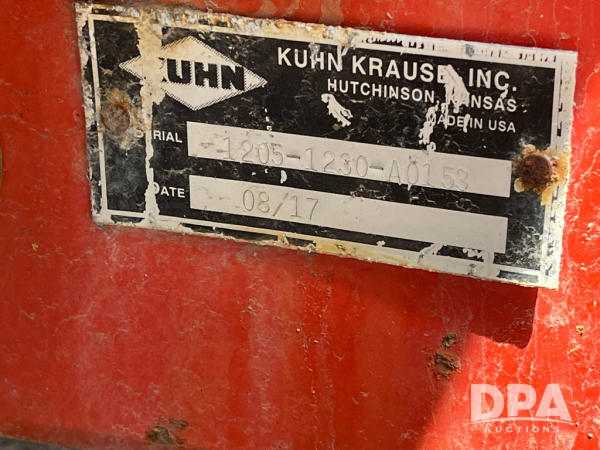 KUHN
KUHN KRAUSE, INC.
HUTCHINSON, KANSAS
MADE IN USA
SERIAL 1205-1230-A0153
DATE 08/17
DPA
AUCTIONS